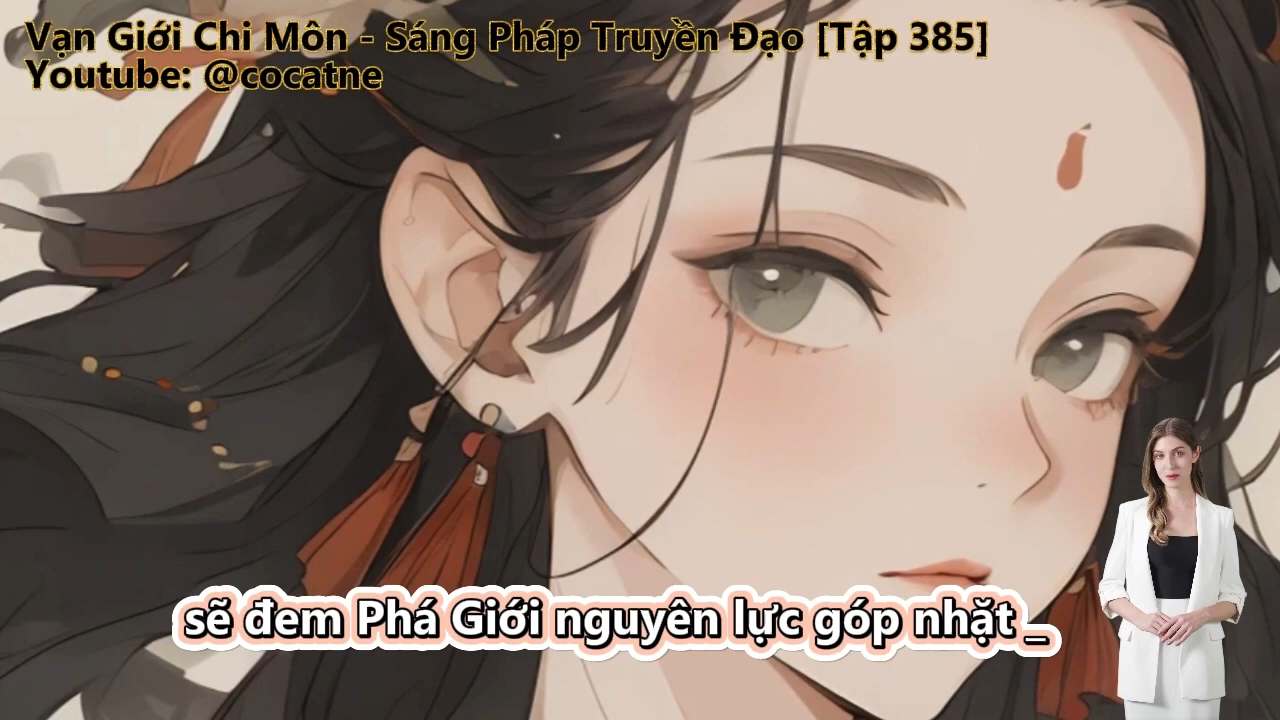 Vạn Giới Chi Môn - Sáng Pháp Truyền Đạo [Tập 385]
Youtube: @cocatne
sẽ đem Phá Giới nguyên lực góp nhặt _